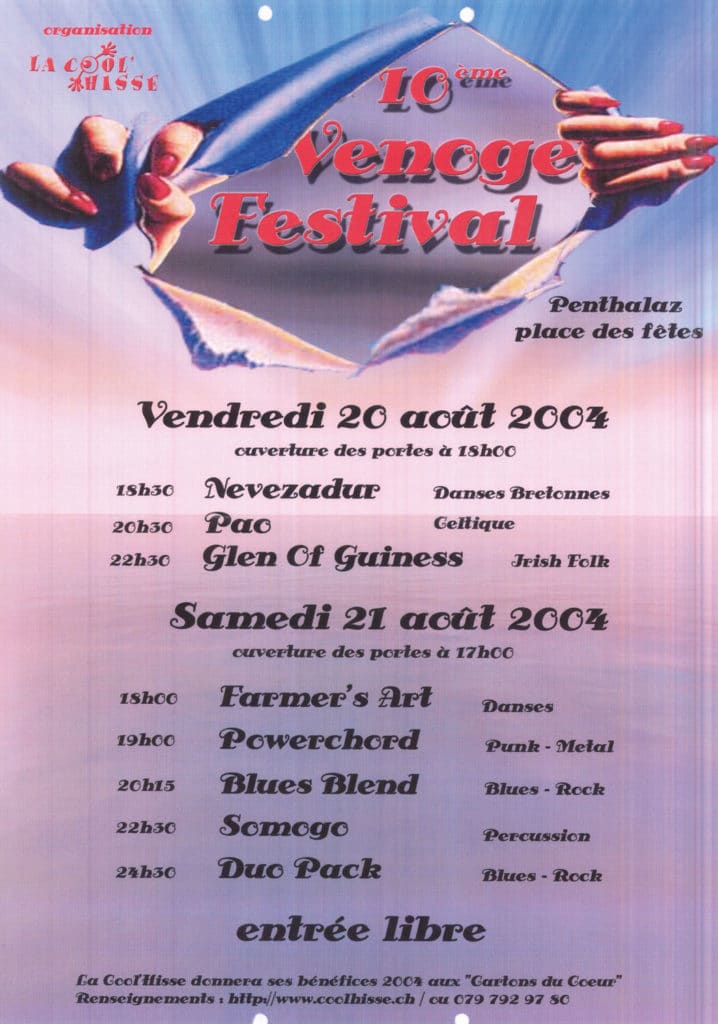 organisation
LA COOL'
HISSE
10ème
Venoge
Festival
Penthalaz
place des fêtes
Vendredi 20 août 2004
ouverture des portes à 18h00
18h30 Nevezadur Danses Bretonnes
20h30 Pao Celtique
22h30 Glen Of Guiness Irish Folk
Samedi 21 août 2004
ouverture des portes à 17h00
18h00 Farmer's Art Danses
19h00 Powerchord Punk - Metal
20h15 Blues Blend Blues - Rock
22h30 Somogo Percussion
24h30 Duo Pack Blues - Rock
entrée libre
La Cool'Hisse donnera ses bénéfices 2004 aux "Cartons du Coeur"
Renseignements : http://www.coolhisse.ch / ou 079 792 97 80